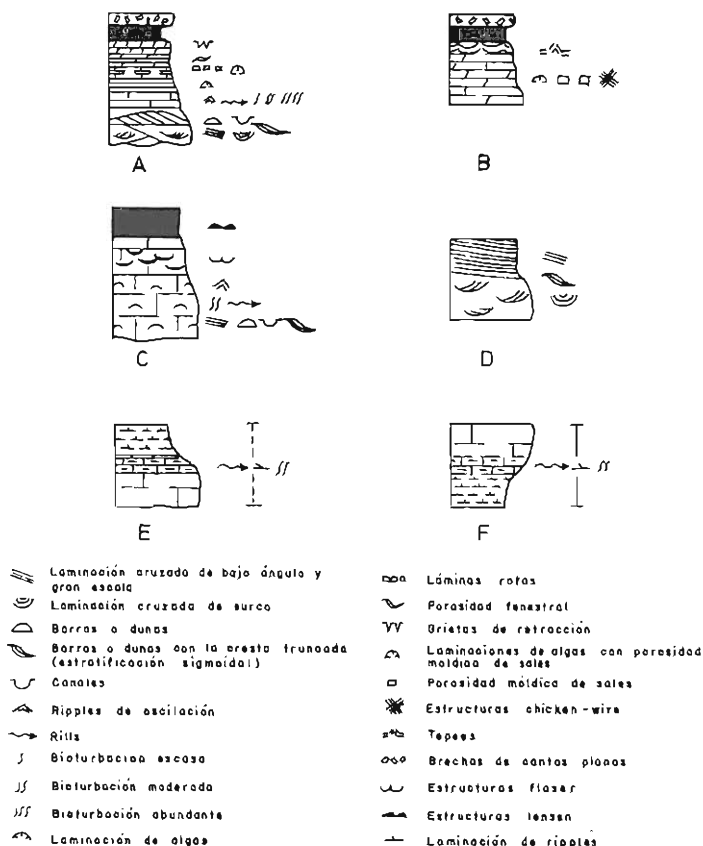 A
B
C
D
E
F
Laminación cruzada de bajo ángulo y
gran escala
Laminación cruzada de surco
Barras o dunas
Barras o dunas con la cresta truncada
(estratificación sigmoidal)
Canales
Ripples de oscilación
Rills
Bioturbación escasa
Bioturbación moderada
Bioturbación abundante
Laminación de algas
Láminas rotas
Porosidad fenestral
Grietas de retracción
Laminaciones de algas con porosidad
moldica de sales
Porosidad móldica de sales
Estructuras chicken-wire
Tepees
Brechas de cantos planos
Estructuras flaser
Estructuras lensen
Laminación de ripples